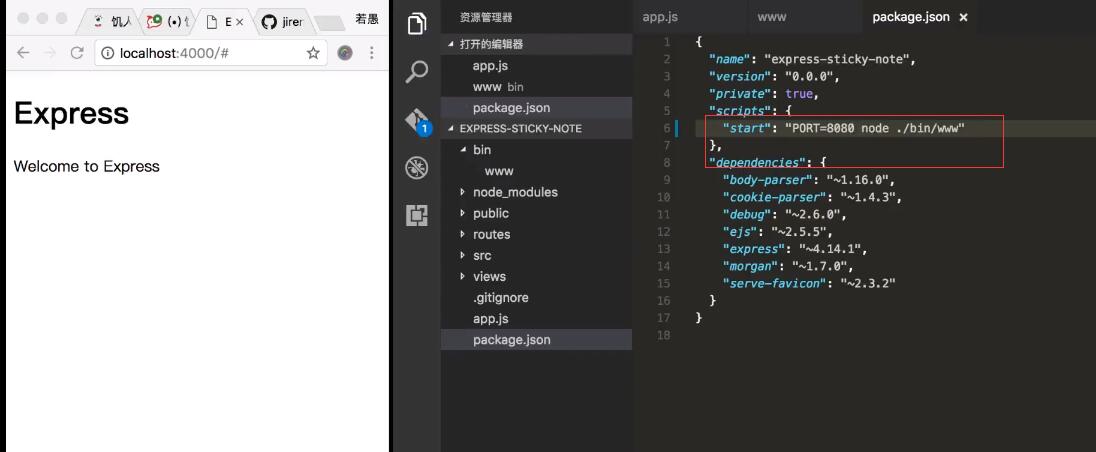 饥人
(•)
E
jirer
若愚
localhost:4000/#
Express
Welcome to Express
资源管理器
打开的编辑器
app.js
www bin
package.json
1
EXPRESS-STICKY-NOTE
bin
www
node_modules
public
routes
src
views
.gitignore
app.js
package.json
app.js
www
package.json
1 {
2 "name": "express-sticky-note",
3 "version": "0.0.0",
4 "private": true,
5 "scripts": {
6 "start": "PORT=8080 node ./bin/www"
7 },
8 "dependencies": {
9 "body-parser": "~1.16.0",
10 "cookie-parser": "~1.4.3",
11 "debug": "~2.6.0",
12 "ejs": "~2.5.5",
13 "express": "~4.14.1",
14 "morgan": "~1.7.0",
15 "serve-favicon": "~2.3.2"
16 }
17 }
18